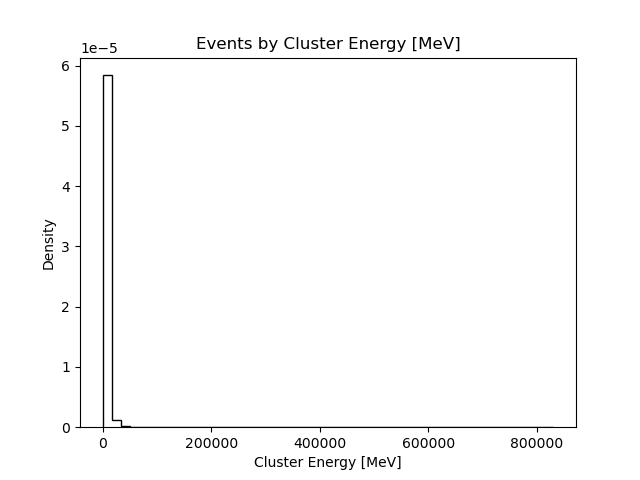 Events by Cluster Energy [MeV]
1e−5
6
5
4
3
2
1
0
Density
0 200000 400000 600000 800000
Cluster Energy [MeV]